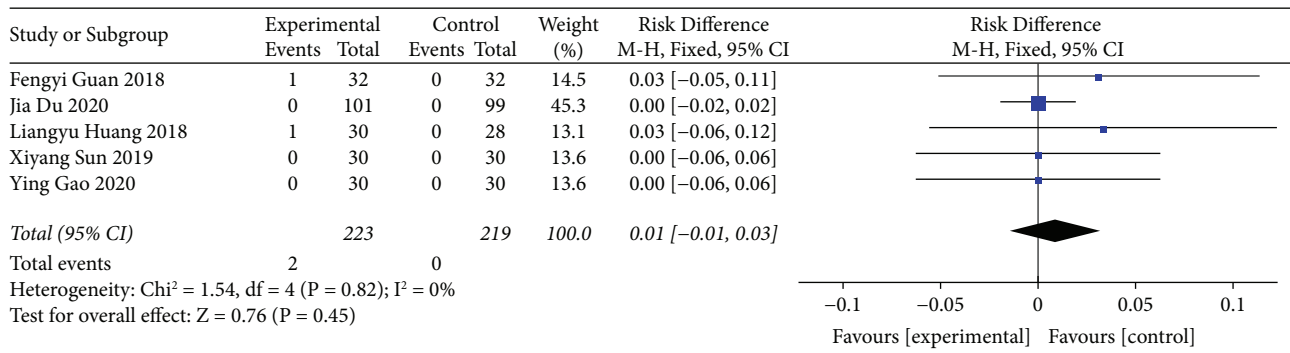 Study or Subgroup Experimental Control Weight Risk Difference Risk Difference
Events Total Events Total (%) M-H, Fixed, 95% CI M-H, Fixed, 95% CI
Fengyi Guan 2018 1 32 0 32 14.5 0.03 [−0.05, 0.11]
Jia Du 2020 0 101 0 99 45.3 0.00 [−0.02, 0.02]
Liangyu Huang 2018 1 30 0 28 13.1 0.03 [−0.06, 0.12]
Xiyang Sun 2019 0 30 0 30 13.6 0.00 [−0.06, 0.06]
Ying Gao 2020 0 30 0 30 13.6 0.00 [−0.06, 0.06]
Total (95% CI) 223 219 100.0 0.01 [−0.01, 0.03]
Total events 2 0
Heterogeneity: Chi² = 1.54, df = 4 (P = 0.82); I² = 0%
Test for overall effect: Z = 0.76 (P = 0.45)
−0.1 −0.05 0 0.05 0.1
Favours [experimental] Favours [control]